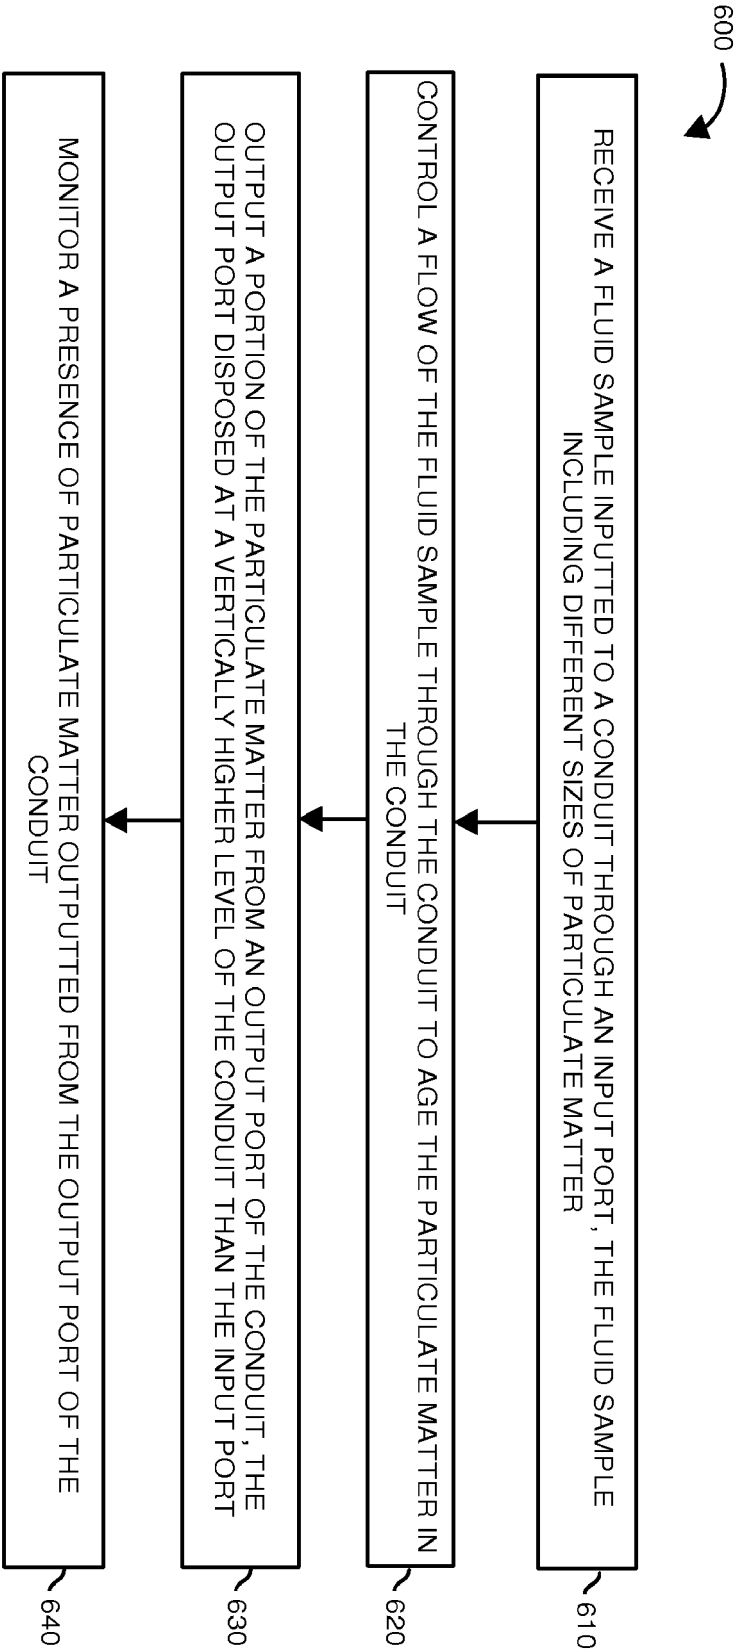 600
RECEIVE A FLUID SAMPLE INPUTTED TO A CONDUIT THROUGH AN INPUT PORT, THE FLUID SAMPLE
INCLUDING DIFFERENT SIZES OF PARTICULATE MATTER
610
CONTROL A FLOW OF THE FLUID SAMPLE THROUGH THE CONDUIT TO AGE THE PARTICULATE MATTER IN
THE CONDUIT
620
OUTPUT A PORTION OF THE PARTICULATE MATTER FROM AN OUTPUT PORT OF THE CONDUIT, THE
OUTPUT PORT DISPOSED AT A VERTICALLY HIGHER LEVEL OF THE CONDUIT THAN THE INPUT PORT
630
MONITOR A PRESENCE OF PARTICULATE MATTER OUTPUTTED FROM THE OUTPUT PORT OF THE
CONDUIT
640